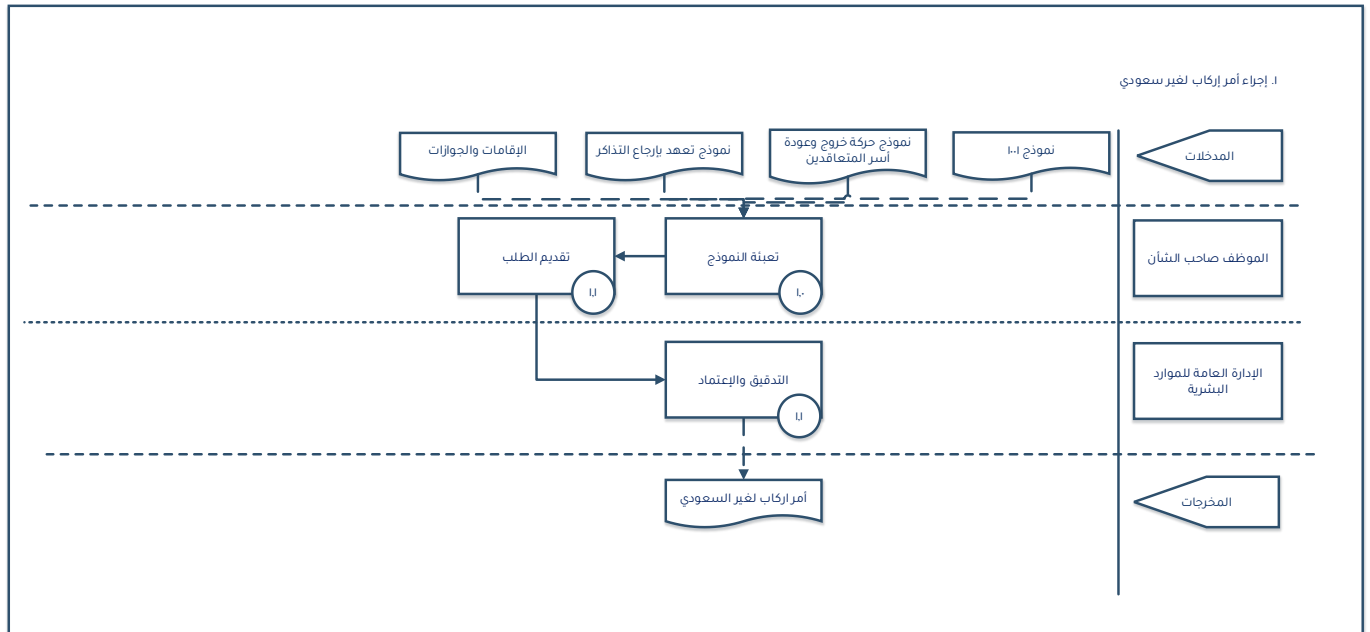 ١. إجراء أمر إركاب لغير سعودي
المدخلات
نموذج ١٠٠١
نموذج حركة خروج وعودة
أسر المتعاقدين
نموذج تعهد بإرجاع التذاكر
الإقامات والجوازات
الموظف صاحب الشأن
تعبئة النموذج
١,٠
تقديم الطلب
١,١
الإدارة العامة للموارد
البشرية
التدقيق والإعتماد
١,١
المخرجات
أمر اركاب لغير السعودي